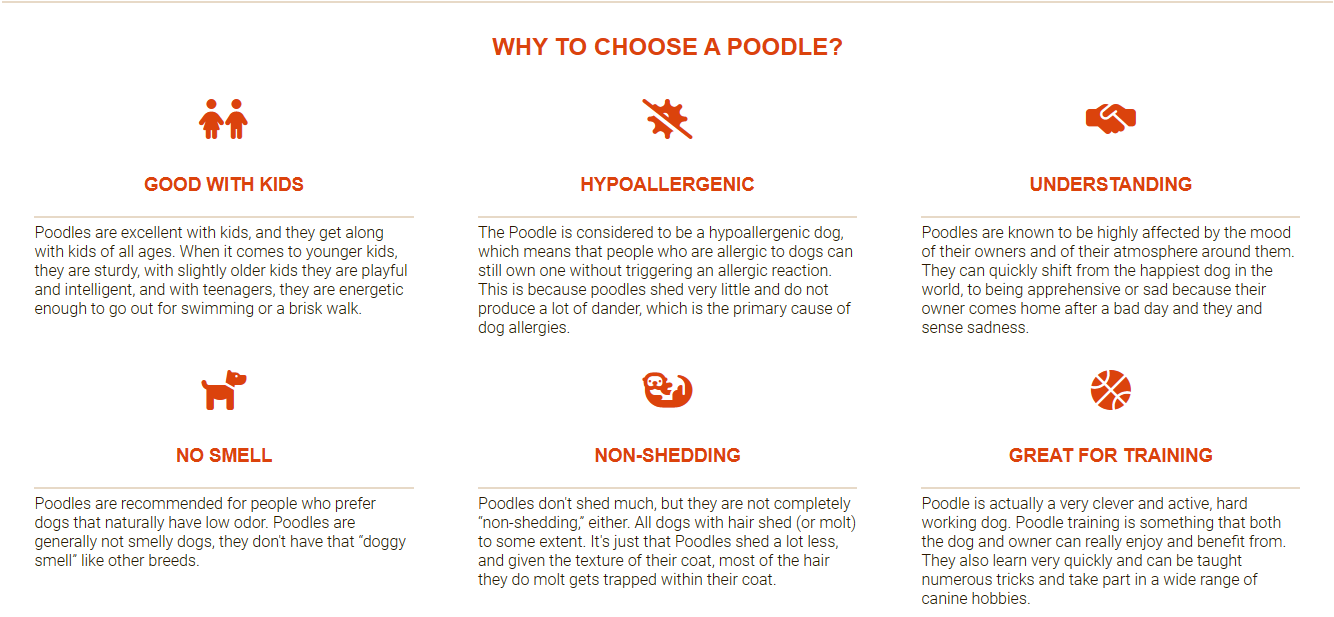 WHY TO CHOOSE A POODLE?
GOOD WITH KIDS
Poodles are excellent with kids, and they get along
with kids of all ages. When it comes to younger kids,
they are sturdy, with slightly older kids they are playful
and intelligent, and with teenagers, they are energetic
enough to go out for swimming or a brisk walk.
HYPOALLERGENIC
The Poodle is considered to be a hypoallergenic dog,
which means that people who are allergic to dogs can
still own one without triggering an allergic reaction.
This is because poodles shed very little and do not
produce a lot of dander, which is the primary cause of
dog allergies.
UNDERSTANDING
Poodles are known to be highly affected by the mood
of their owners and of their atmosphere around them.
They can quickly shift from the happiest dog in the
world, to being apprehensive or sad because their
owner comes home after a bad day and they and
sense sadness.
NO SMELL
Poodles are recommended for people who prefer
dogs that naturally have low odor. Poodles are
generally not smelly dogs, they don't have that “doggy
smell” like other breeds.
NON-SHEDDING
Poodles don't shed much, but they are not completely
“non-shedding,” either. All dogs with hair shed (or molt)
to some extent. It's just that Poodles shed a lot less,
and given the texture of their coat, most of the hair
they do molt gets trapped within their coat.
GREAT FOR TRAINING
Poodle is actually a very clever and active, hard
working dog. Poodle training is something that both
the dog and owner can really enjoy and benefit from.
They also learn very quickly and can be taught
numerous tricks and take part in a wide range of
canine hobbies.